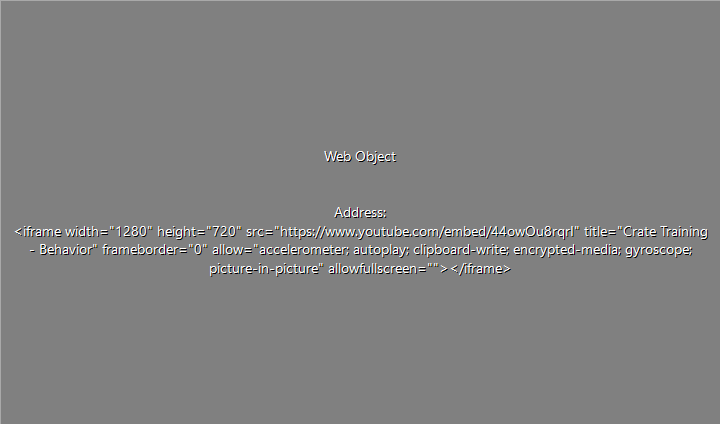 Web Object
Address:
<iframe width="1280" height="720" src="https://www.youtube.com/embed/44owOu8rqrI" title="Crate Training
- Behavior" frameborder="0" allow="accelerometer; autoplay; clipboard-write; encrypted-media; gyroscope;
picture-in-picture" allowfullscreen=""></iframe>